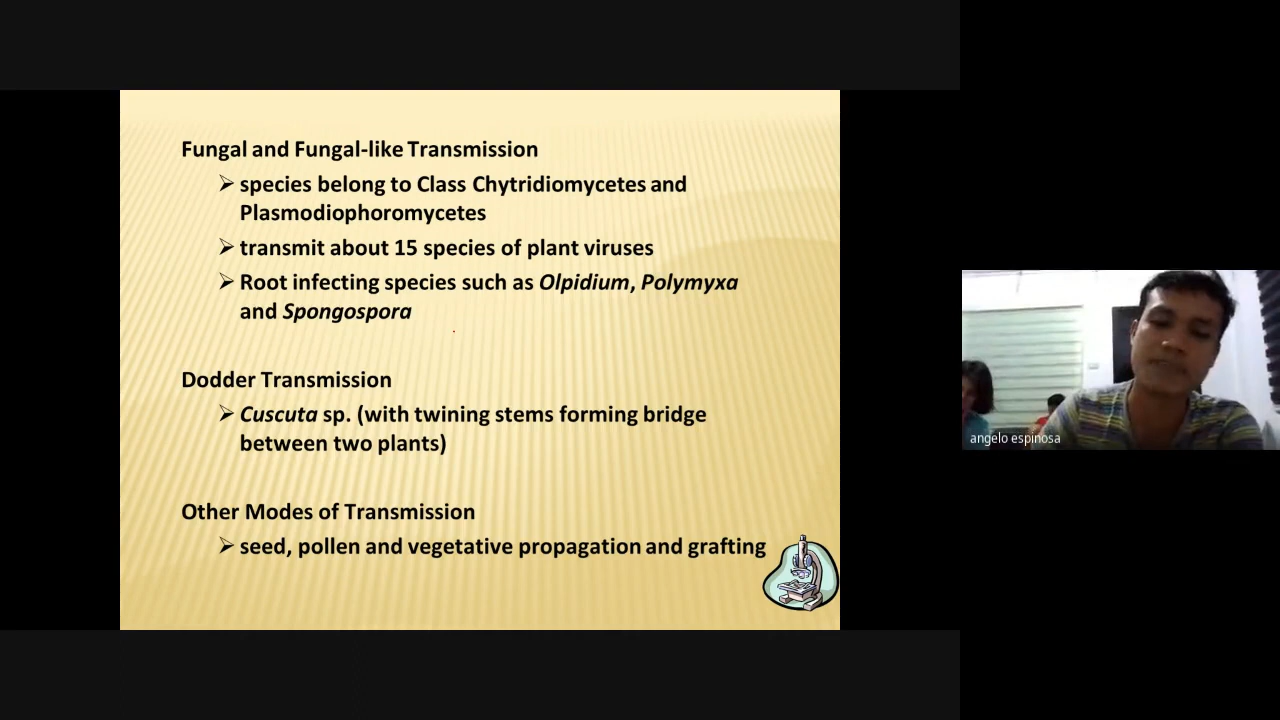 Fungal and Fungal-like Transmission
➢ species belong to Class Chytridiomycetes and
Plasmodiophoromycetes
➢ transmit about 15 species of plant viruses
➢ Root infecting species such as Olpidium, Polymyxa
and Spongospora
Dodder Transmission
➢ Cuscuta sp. (with twining stems forming bridge
between two plants)
Other Modes of Transmission
➢ seed, pollen and vegetative propagation and grafting
angelo espinosa